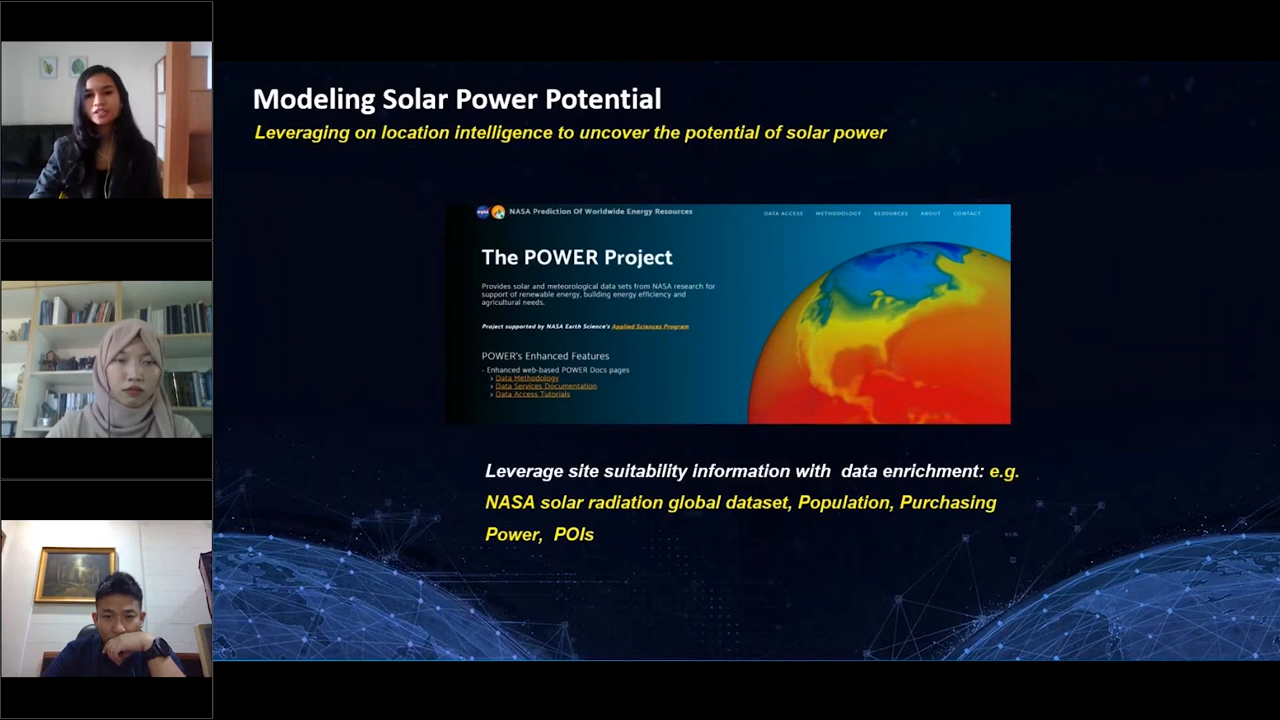 Modeling Solar Power Potential
Leveraging on location intelligence to uncover the potential of solar power
NASA Prediction Of Worldwide Energy Resources
DATA ACCESS METHODOLOGY RESOURCES ABOUT CONTACT
The POWER Project
Provides solar and meteorological data sets from NASA research for
support of renewable energy, building energy efficiency and
agricultural needs.
Project supported by NASA Earth Science's Applied Sciences Program
POWER's Enhanced Features
- Enhanced web-based POWER Docs pages
› Data Methodology
› Data Services Documentation
› Data Access Tutorials
Leverage site suitability information with data enrichment: e.g.
NASA solar radiation global dataset, Population, Purchasing
Power, POIs